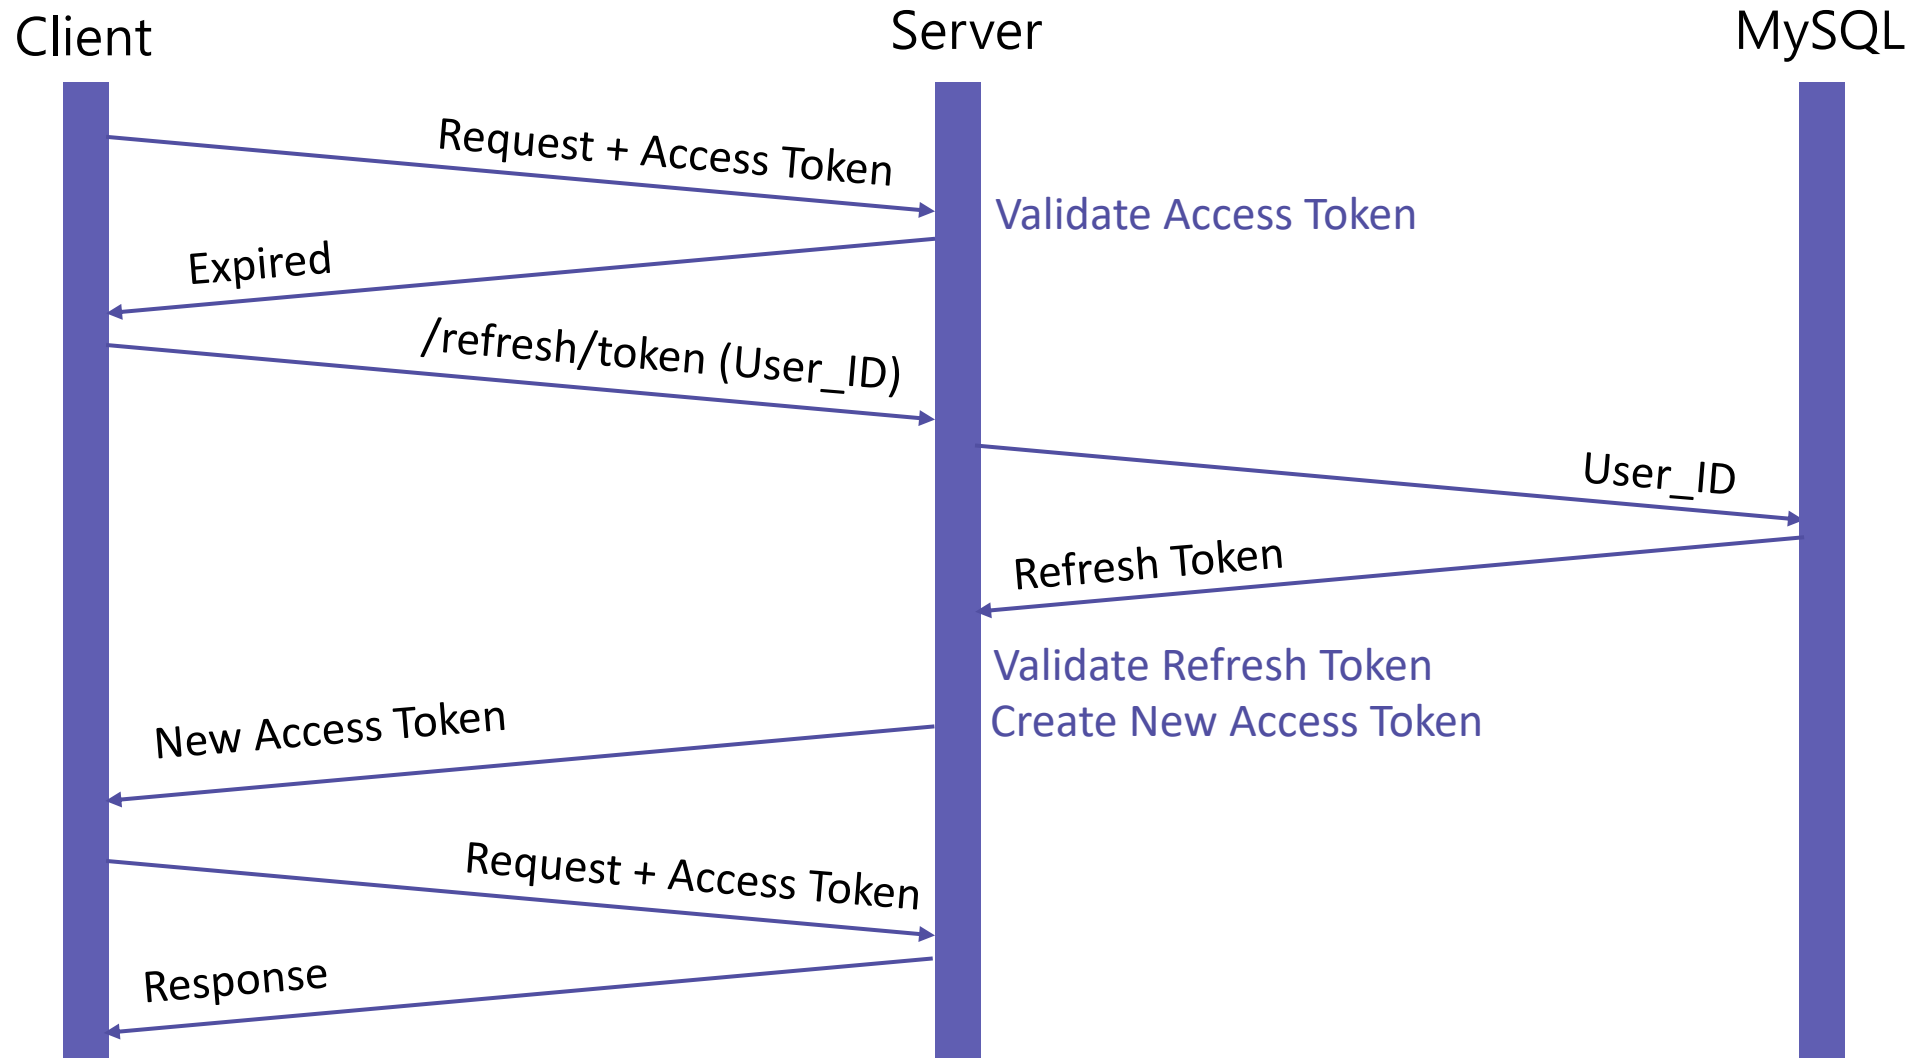 Client
Server
MySQL
Request + Access Token
Validate Access Token
Expired
/refresh/token (User_ID)
User_ID
Refresh Token
Validate Refresh Token
Create New Access Token
New Access Token
Request + Access Token
Response